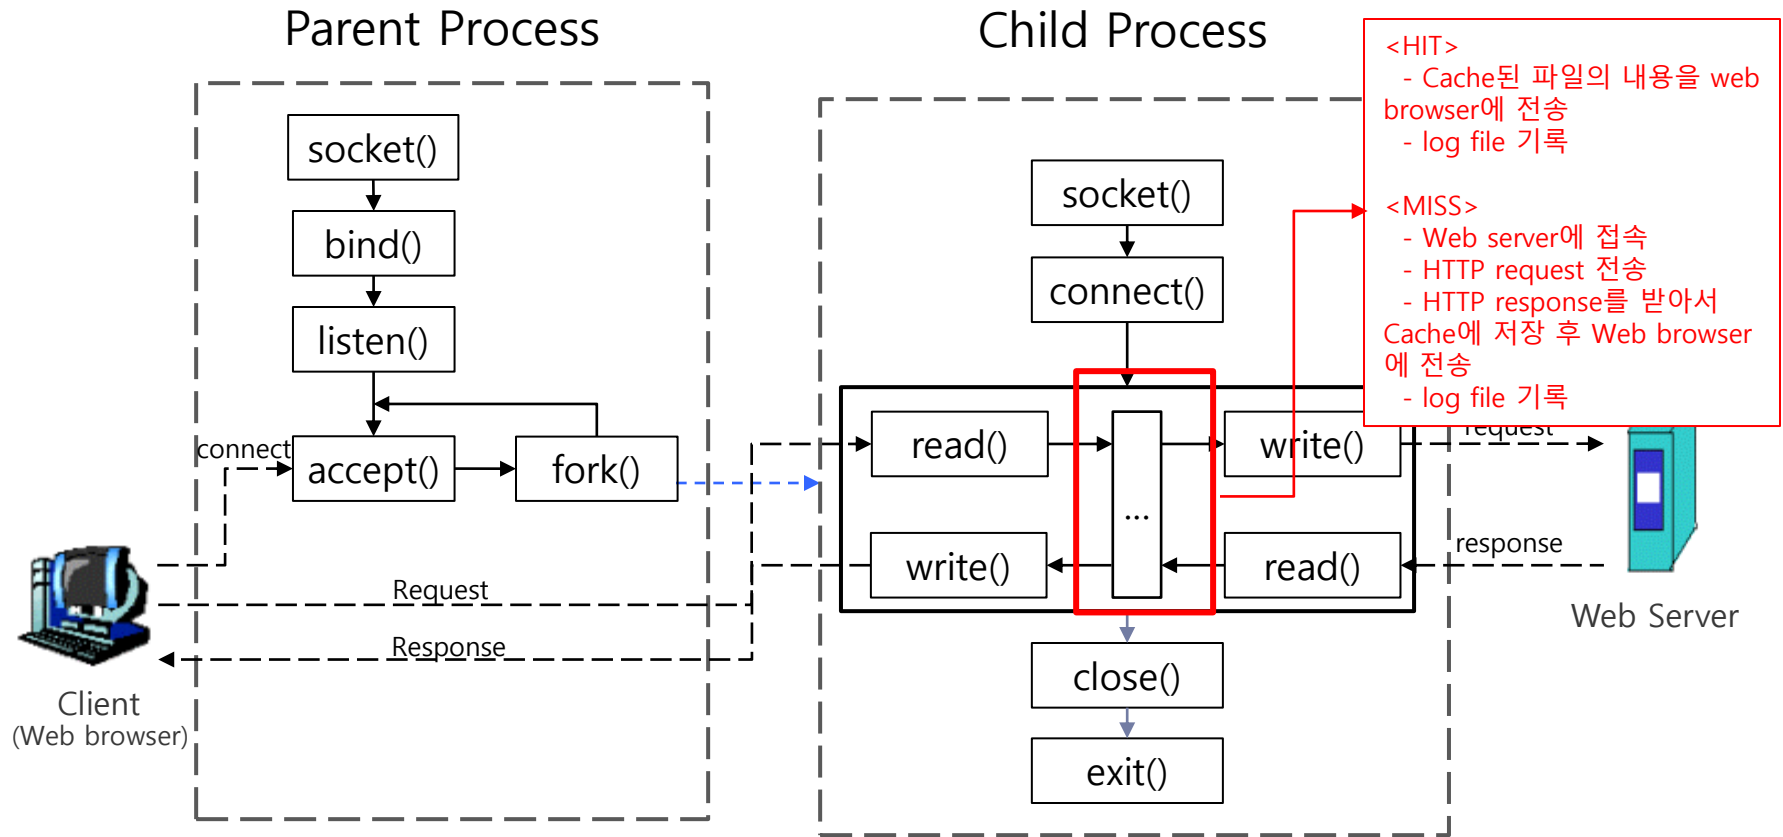 Parent Process
Child Process
socket()
bind()
listen()
connect
accept()
fork()
Request
Response
Client
(Web browser)
socket()
connect()
read()
...
write()
write()
read()
close()
exit()
<HIT>
- Cache된 파일의 내용을 web
browser에 전송
- log file 기록
<MISS>
- Web server에 접속
- HTTP request 전송
- HTTP response를 받아서
Cache에 저장 후 Web browser
에 전송
- log file 기록
request
response
Web Server